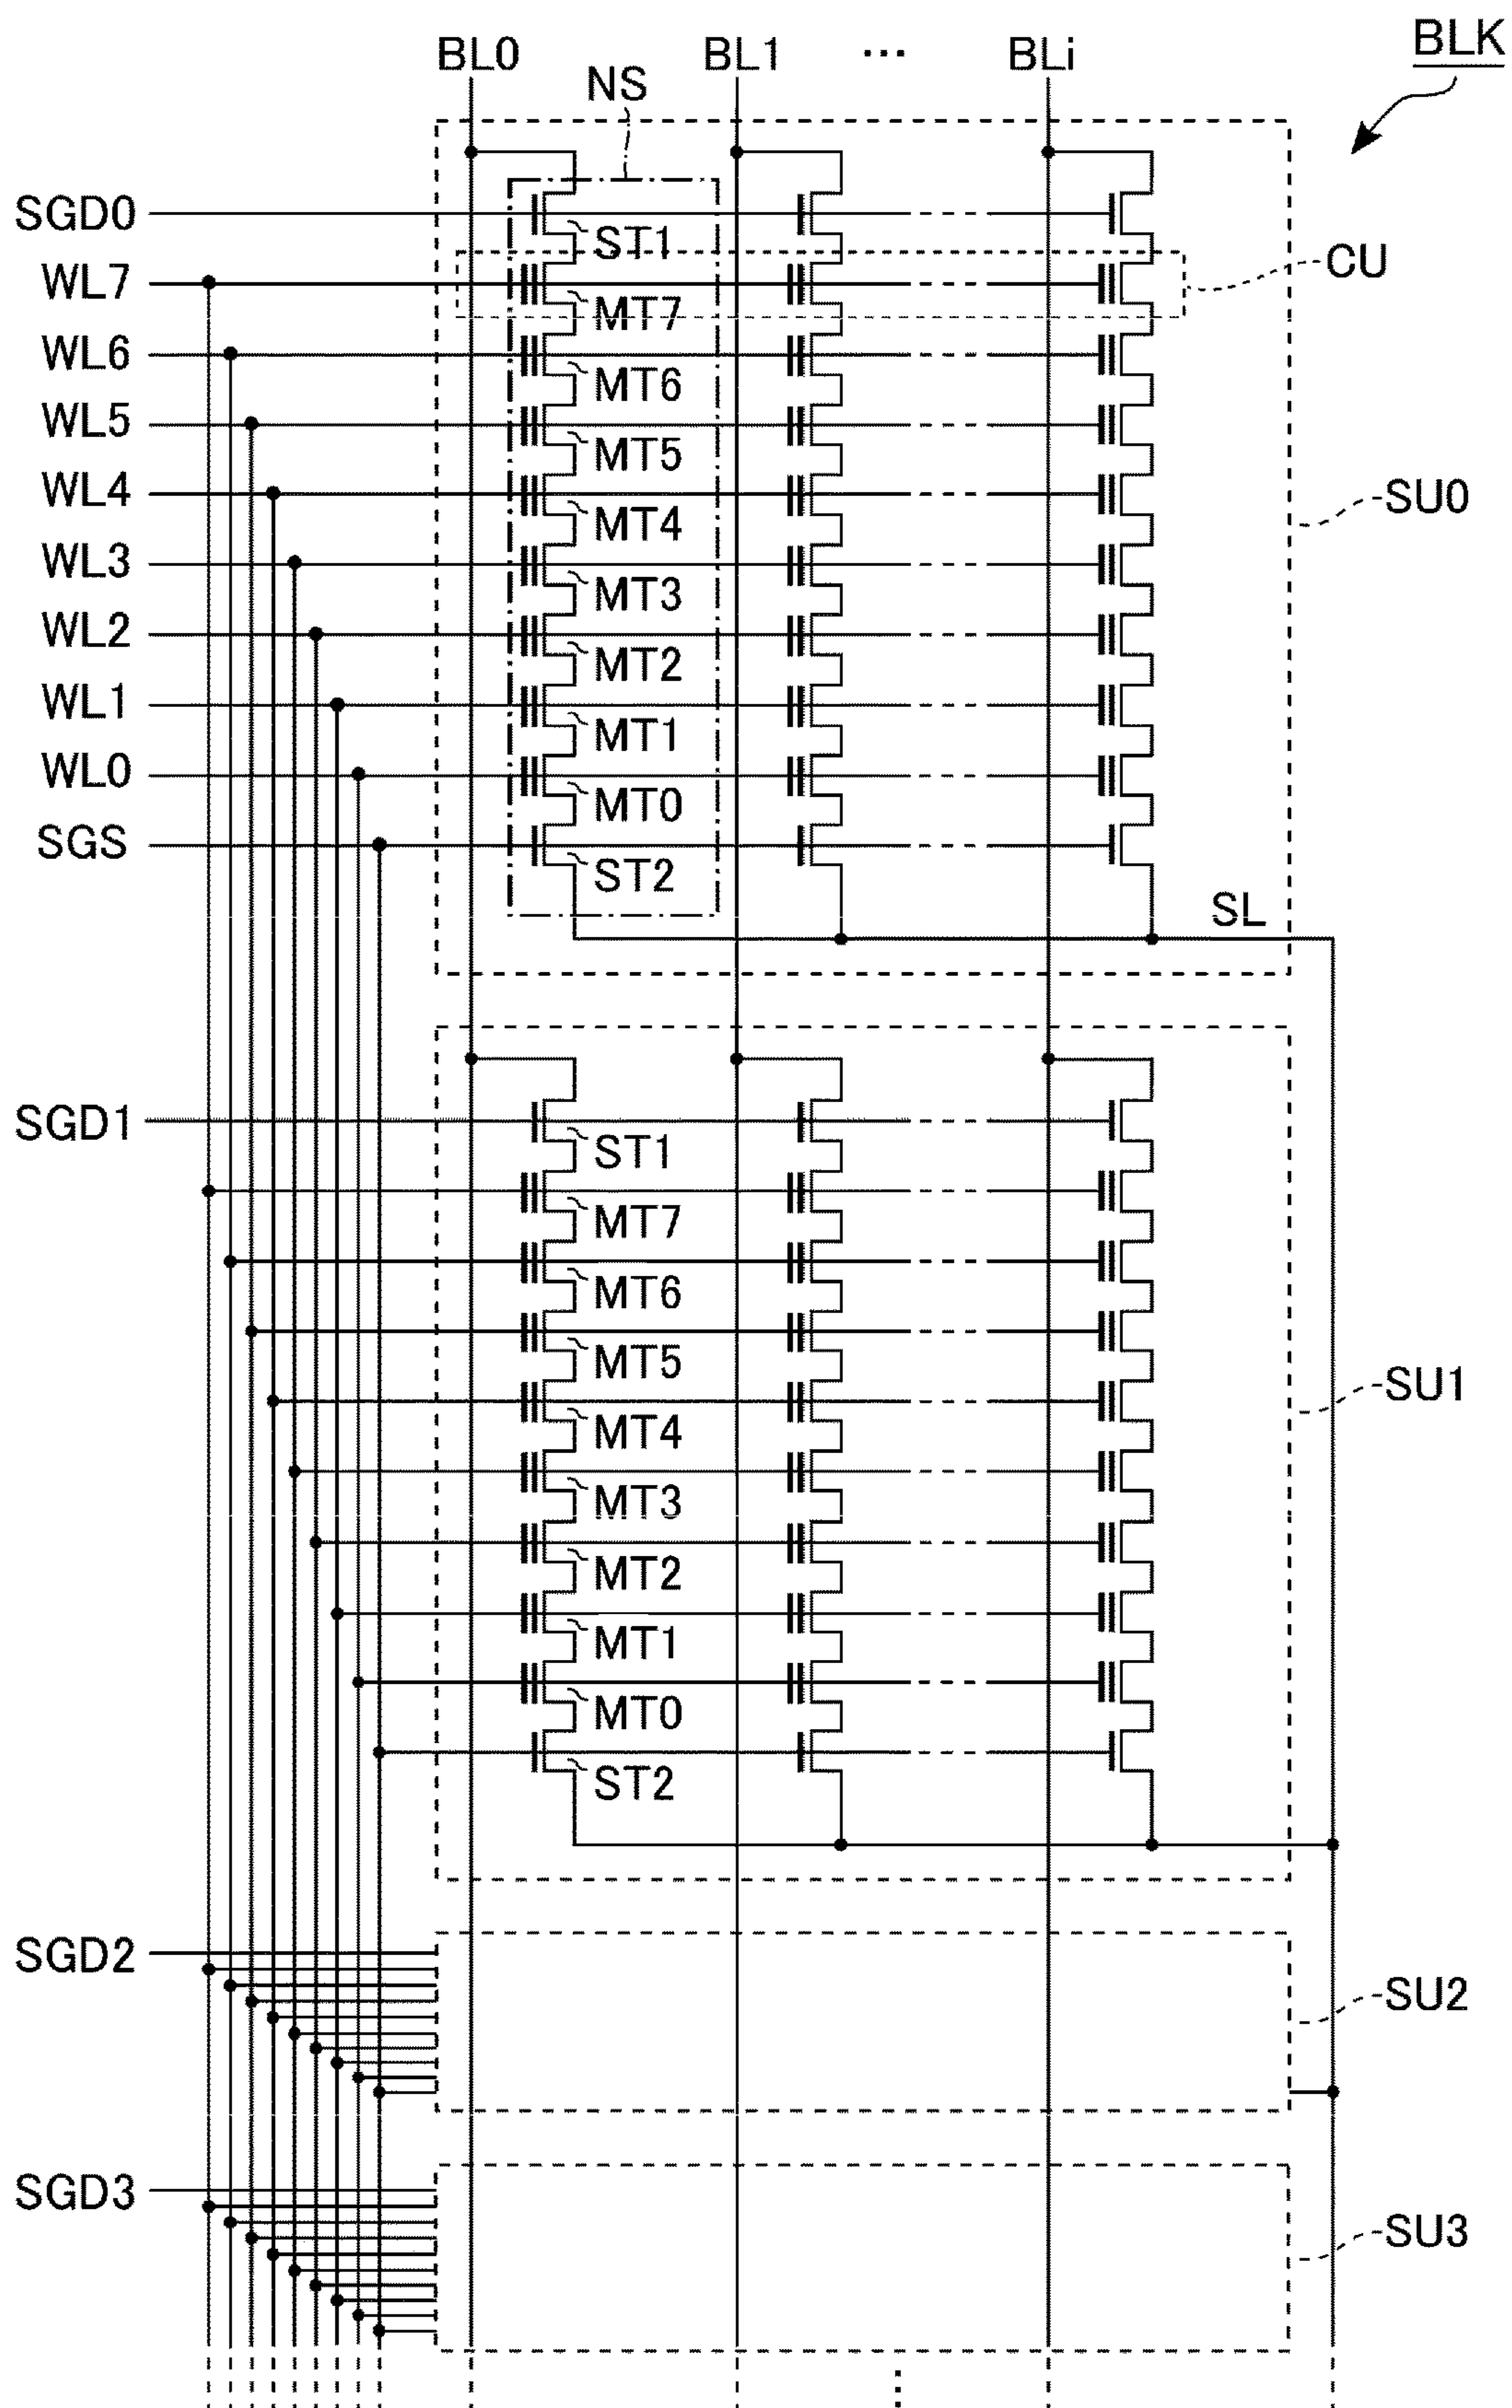 BLK
BL0 BL1 ... BLi
NS
SGD0
ST1
CU
WL7
MT7
WL6
MT6
WL5
MT5
WL4
MT4
SU0
WL3
MT3
WL2
MT2
WL1
MT1
WL0
MT0
SGS
ST2
SL
SGD1
ST1
MT7
MT6
MT5
SU1
MT4
MT3
MT2
MT1
MT0
ST2
SGD2
SU2
SGD3
SU3